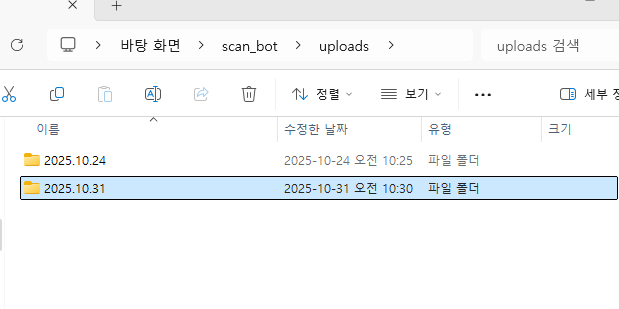 바탕 화면 > scan_bot > uploads >
uploads 검색
정렬 보기 ... 세부 정
이름 수정한 날짜 유형 크기
2025.10.24 2025-10-24 오전 10:25 파일 폴더
2025.10.31 2025-10-31 오전 10:30 파일 폴더